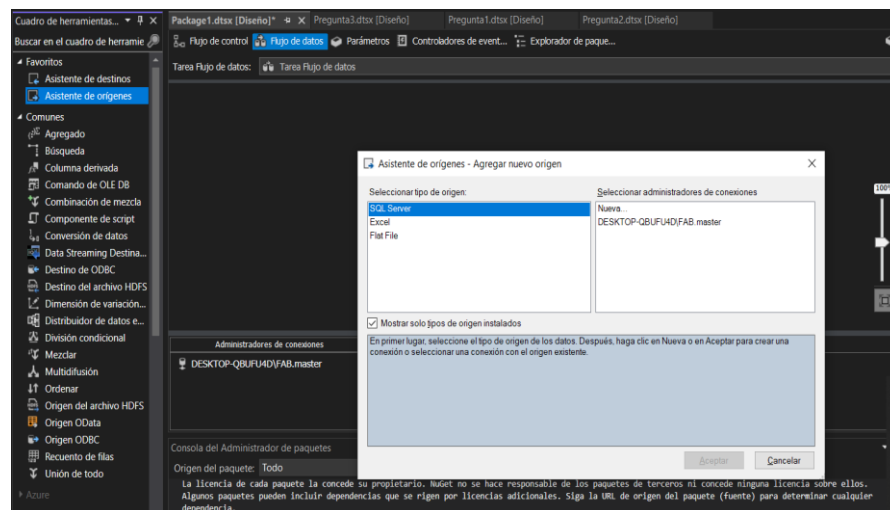 Cuadro de herramientas...
Package1.dtsx [Diseño]*
Pregunta3.dtsx [Diseño]
Pregunta1.dtsx [Diseño]
Pregunta2.dtsx [Diseño]
Buscar en el cuadro de herramie
Flujo de control
Flujo de datos
Parámetros
Controladores de event...
Explorador de paque...
Tarea Flujo de datos:
Tarea Flujo de datos
Favoritos
Asistente de destinos
Asistente de orígenes
Comunes
Agregado
Búsqueda
Columna derivada
Comando de OLE DB
Combinación de mezcla
Componente de script
Conversión de datos
Data Streaming Destina...
Destino de ODBC
Destino del archivo HDFS
Dimensión de variación...
Distribuidor de datos e...
División condicional
Mezclar
Multidifusión
Ordenar
Origen del archivo HDFS
Origen OData
Origen ODBC
Recuento de filas
Unión de todo
Azure
Asistente de orígenes - Agregar nuevo origen
Seleccionar tipo de origen:
SQL Server
Excel
Flat File
Seleccionar administradores de conexiones
Nueva...
DESKTOP-QBUFU4D\FAB.master
Mostrar solo tipos de origen instalados
En primer lugar, seleccione el tipo de origen de los datos. Después, haga clic en Nueva o en Aceptar para crear una
conexión o seleccionar una conexión con el origen existente.
Aceptar
Cancelar
100%
Administradores de conexiones
DESKTOP-QBUFU4D\FAB.master
Consola del Administrador de paquetes
Origen del paquete: Todo
La licencia de cada paquete la concede su propietario. NuGet no se hace responsable de los paquetes de terceros ni concede ninguna licencia sobre ellos.
Algunos paquetes pueden incluir dependencias que se rigen por licencias adicionales. Siga la URL de origen del paquete (fuente) para determinar cualquier
dependencia.